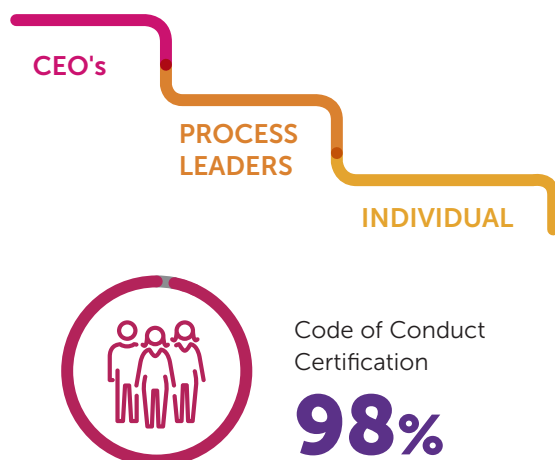 CEO's
PROCESS
LEADERS
INDIVIDUAL
Code of Conduct
Certification
98%